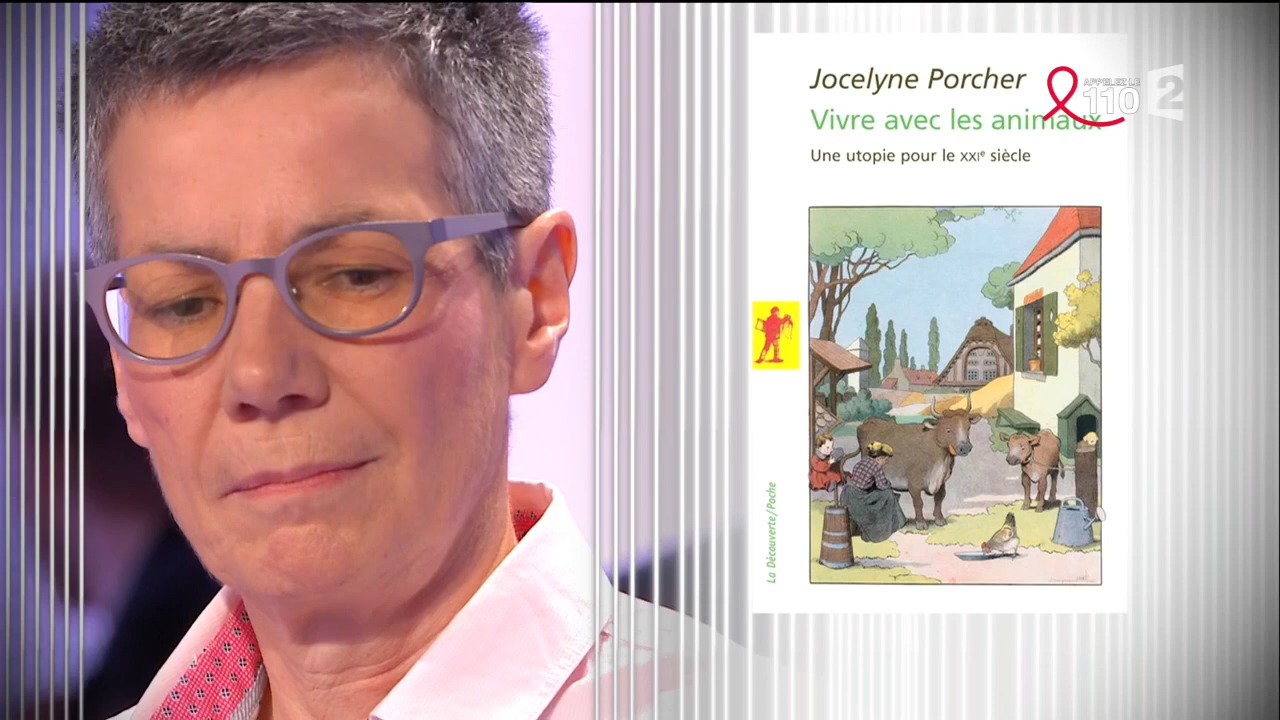 Jocelyne Porcher
Vivre avec les animaux
Une utopie pour le XXIe siècle
APPELEZ LE
110
2
La Découverte/Poche